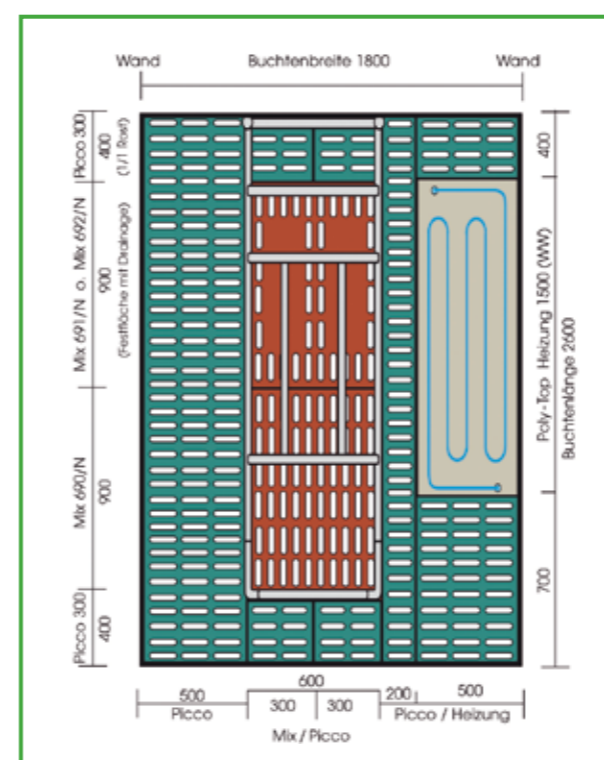 Wand Buchtenbreite 1800 Wand
Picco 300
400
(1/1 Rost)
Mix 691/N o. Mix 692/N
900
(Festfläche mit Drainage)
Mix 690/N
900
Picco 300
400
400
Poly-Top Heizung 1500 (WW)
Buchtenlänge 2600
700
500
600
300
300
200
500
Picco
Mix / Picco
Picco / Heizung